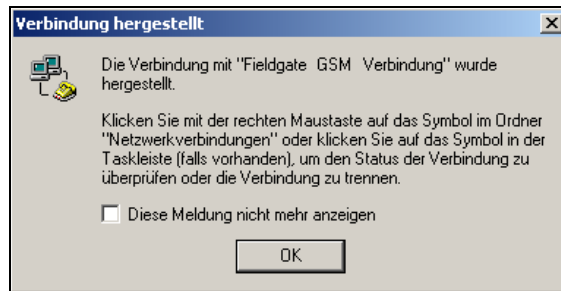 Verbindung hergestellt
Die Verbindung mit "Fieldgate GSM Verbindung" wurde
hergestellt.
Klicken Sie mit der rechten Maustaste auf das Symbol im Ordner
"Netzwerkverbindungen" oder klicken Sie auf das Symbol in der
Taskleiste (falls vorhanden), um den Status der Verbindung zu
überprüfen oder die Verbindung zu trennen.
Diese Meldung nicht mehr anzeigen
OK